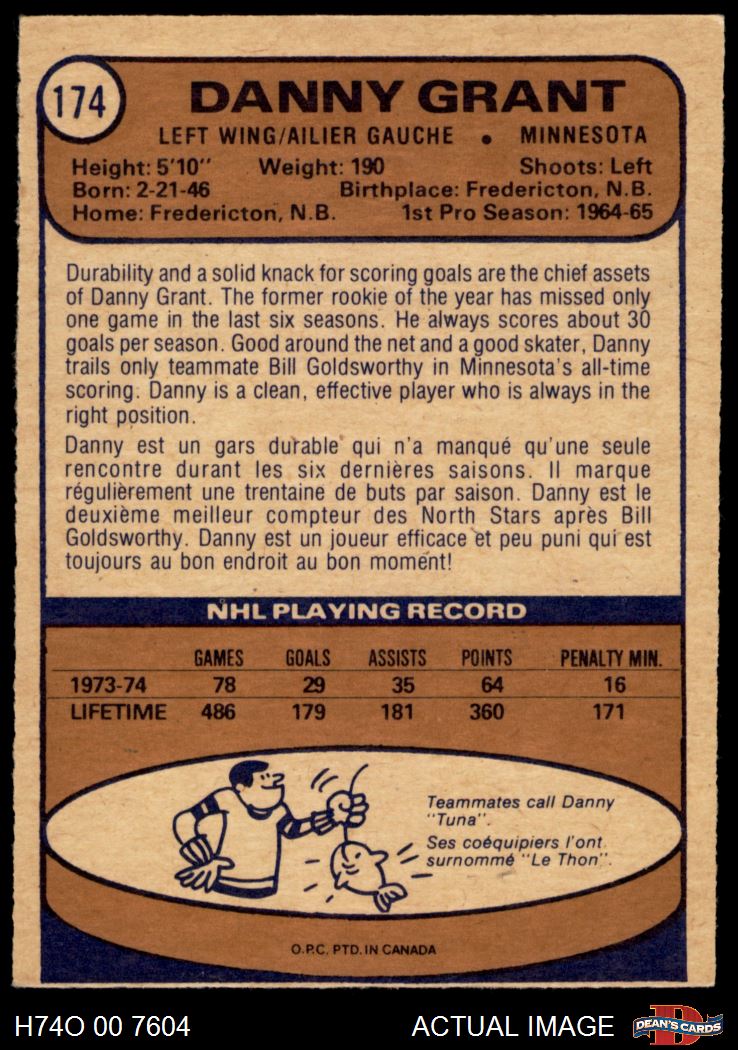 174
DANNY GRANT
LEFT WING/AILIER GAUCHE • MINNESOTA
Height: 5'10" Weight: 190 Shoots: Left
Born: 2-21-46 Birthplace: Fredericton, N.B.
Home: Fredericton, N.B. 1st Pro Season: 1964-65
Durability and a solid knack for scoring goals are the chief assets
of Danny Grant. The former rookie of the year has missed only
one game in the last six seasons. He always scores about 30
goals per season. Good around the net and a good skater, Danny
trails only teammate Bill Goldsworthy in Minnesota's all-time
scoring. Danny is a clean, effective player who is always in the
right position.
Danny est un gars durable qui n'a manqué qu'une seule
rencontre durant les six dernières saisons. Il marque
régulièrement une trentaine de buts par saison. Danny est le
deuxième meilleur compteur des North Stars après Bill
Goldsworthy. Danny est un joueur efficace et peu puni qui est
toujours au bon endroit au bon moment!
NHL PLAYING RECORD
GAMES GOALS ASSISTS POINTS PENALTY MIN.
1973-74 78 29 35 64 16
LIFETIME 486 179 181 360 171
Teammates call Danny
"Tuna".
Ses coéquipiers l'ont
surnommé "Le Thon".
O.P.C. PTD. IN CANADA
H74O 00 7604 ACTUAL IMAGE
D
DEAN'S CARDS